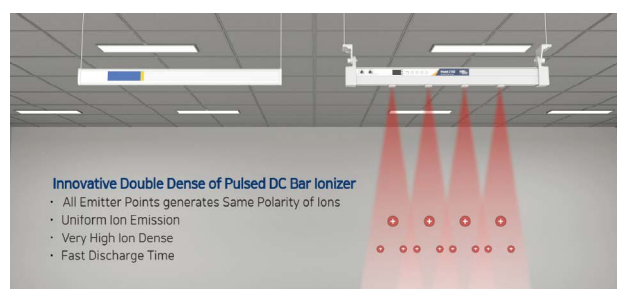 Innovative Double Dense of Pulsed DC Bar Ionizer
· All Emitter Points generates Same Polarity of Ions
· Uniform Ion Emission
· Very High Ion Dense
· Fast Discharge Time